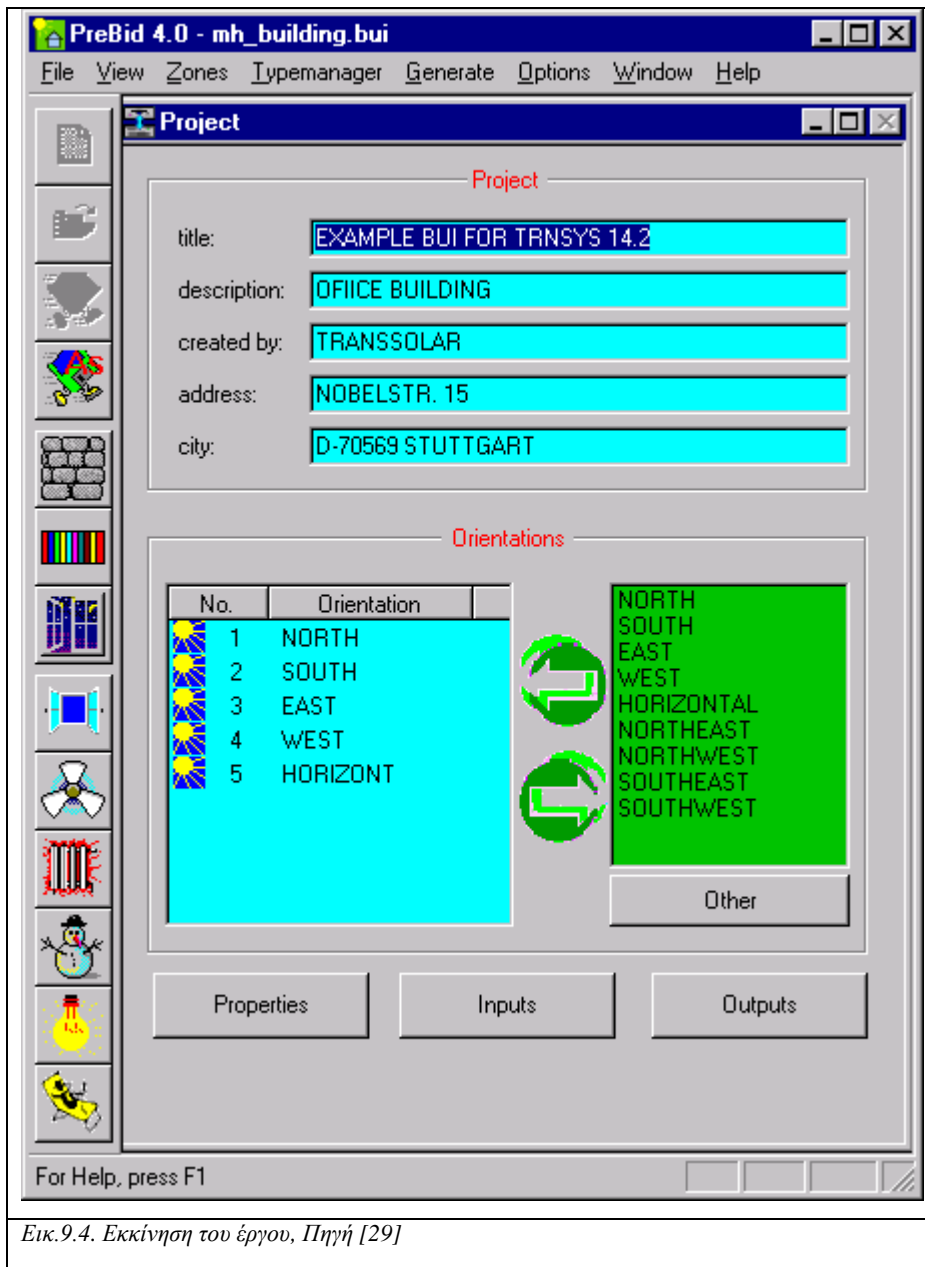 PreBid 4.0 - mh_building.bui
File View Zones Typemanager Generate Options Window Help
Project
Project
title: EXAMPLE BUI FOR TRNSYS 14.2
description: OFIICE BUILDING
created by: TRANSSOLAR
address: NOBELSTR. 15
city: D-70569 STUTTGART
Orientations
No. Orientation
1 NORTH
2 SOUTH
3 EAST
4 WEST
5 HORIZONT
NORTH
SOUTH
EAST
WEST
HORIZONTAL
NORTHEAST
NORTHWEST
SOUTHEAST
SOUTHWEST
Other
Properties Inputs Outputs
For Help, press F1
Εικ.9.4. Εκκίνηση του έργου, Πηγή [29]